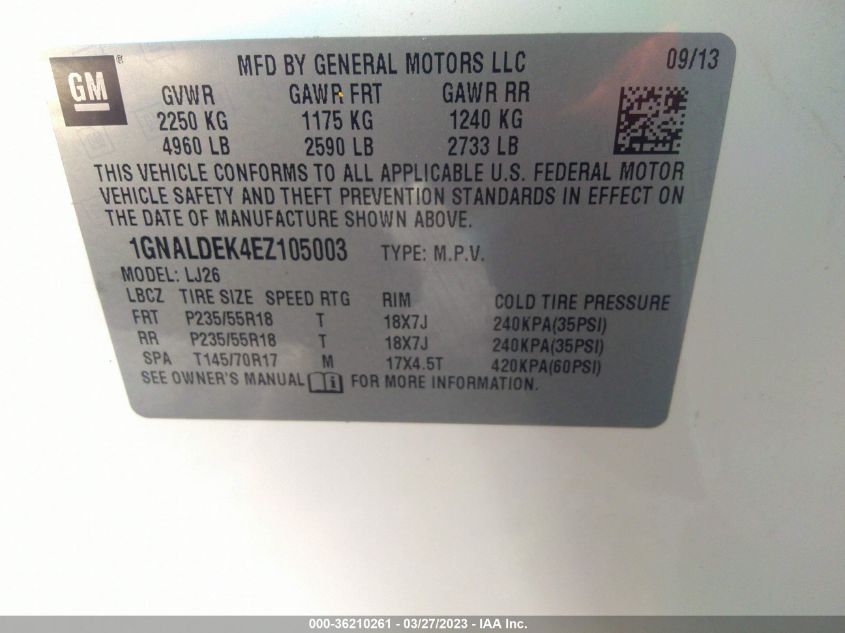 GM®
MFD BY GENERAL MOTORS LLC 09/13
GVWR GAWR FRT GAWR RR
2250 KG 1175 KG 1240 KG
4960 LB 2590 LB 2733 LB
THIS VEHICLE CONFORMS TO ALL APPLICABLE U.S. FEDERAL MOTOR
VEHICLE SAFETY AND THEFT PREVENTION STANDARDS IN EFFECT ON
THE DATE OF MANUFACTURE SHOWN ABOVE.
1GNALDEK4EZ105003 TYPE: M.P.V.
MODEL: LJ26
LBCZ TIRE SIZE SPEED RTG RIM COLD TIRE PRESSURE
FRT P235/55R18 T 18X7J 240KPA(35PSI)
RR P235/55R18 T 18X7J 240KPA(35PSI)
SPA T145/70R17 M 17X4.5T 420KPA(60PSI)
SEE OWNER'S MANUAL FOR MORE INFORMATION.
000-36210261 - 03/27/2023 - IAA Inc.